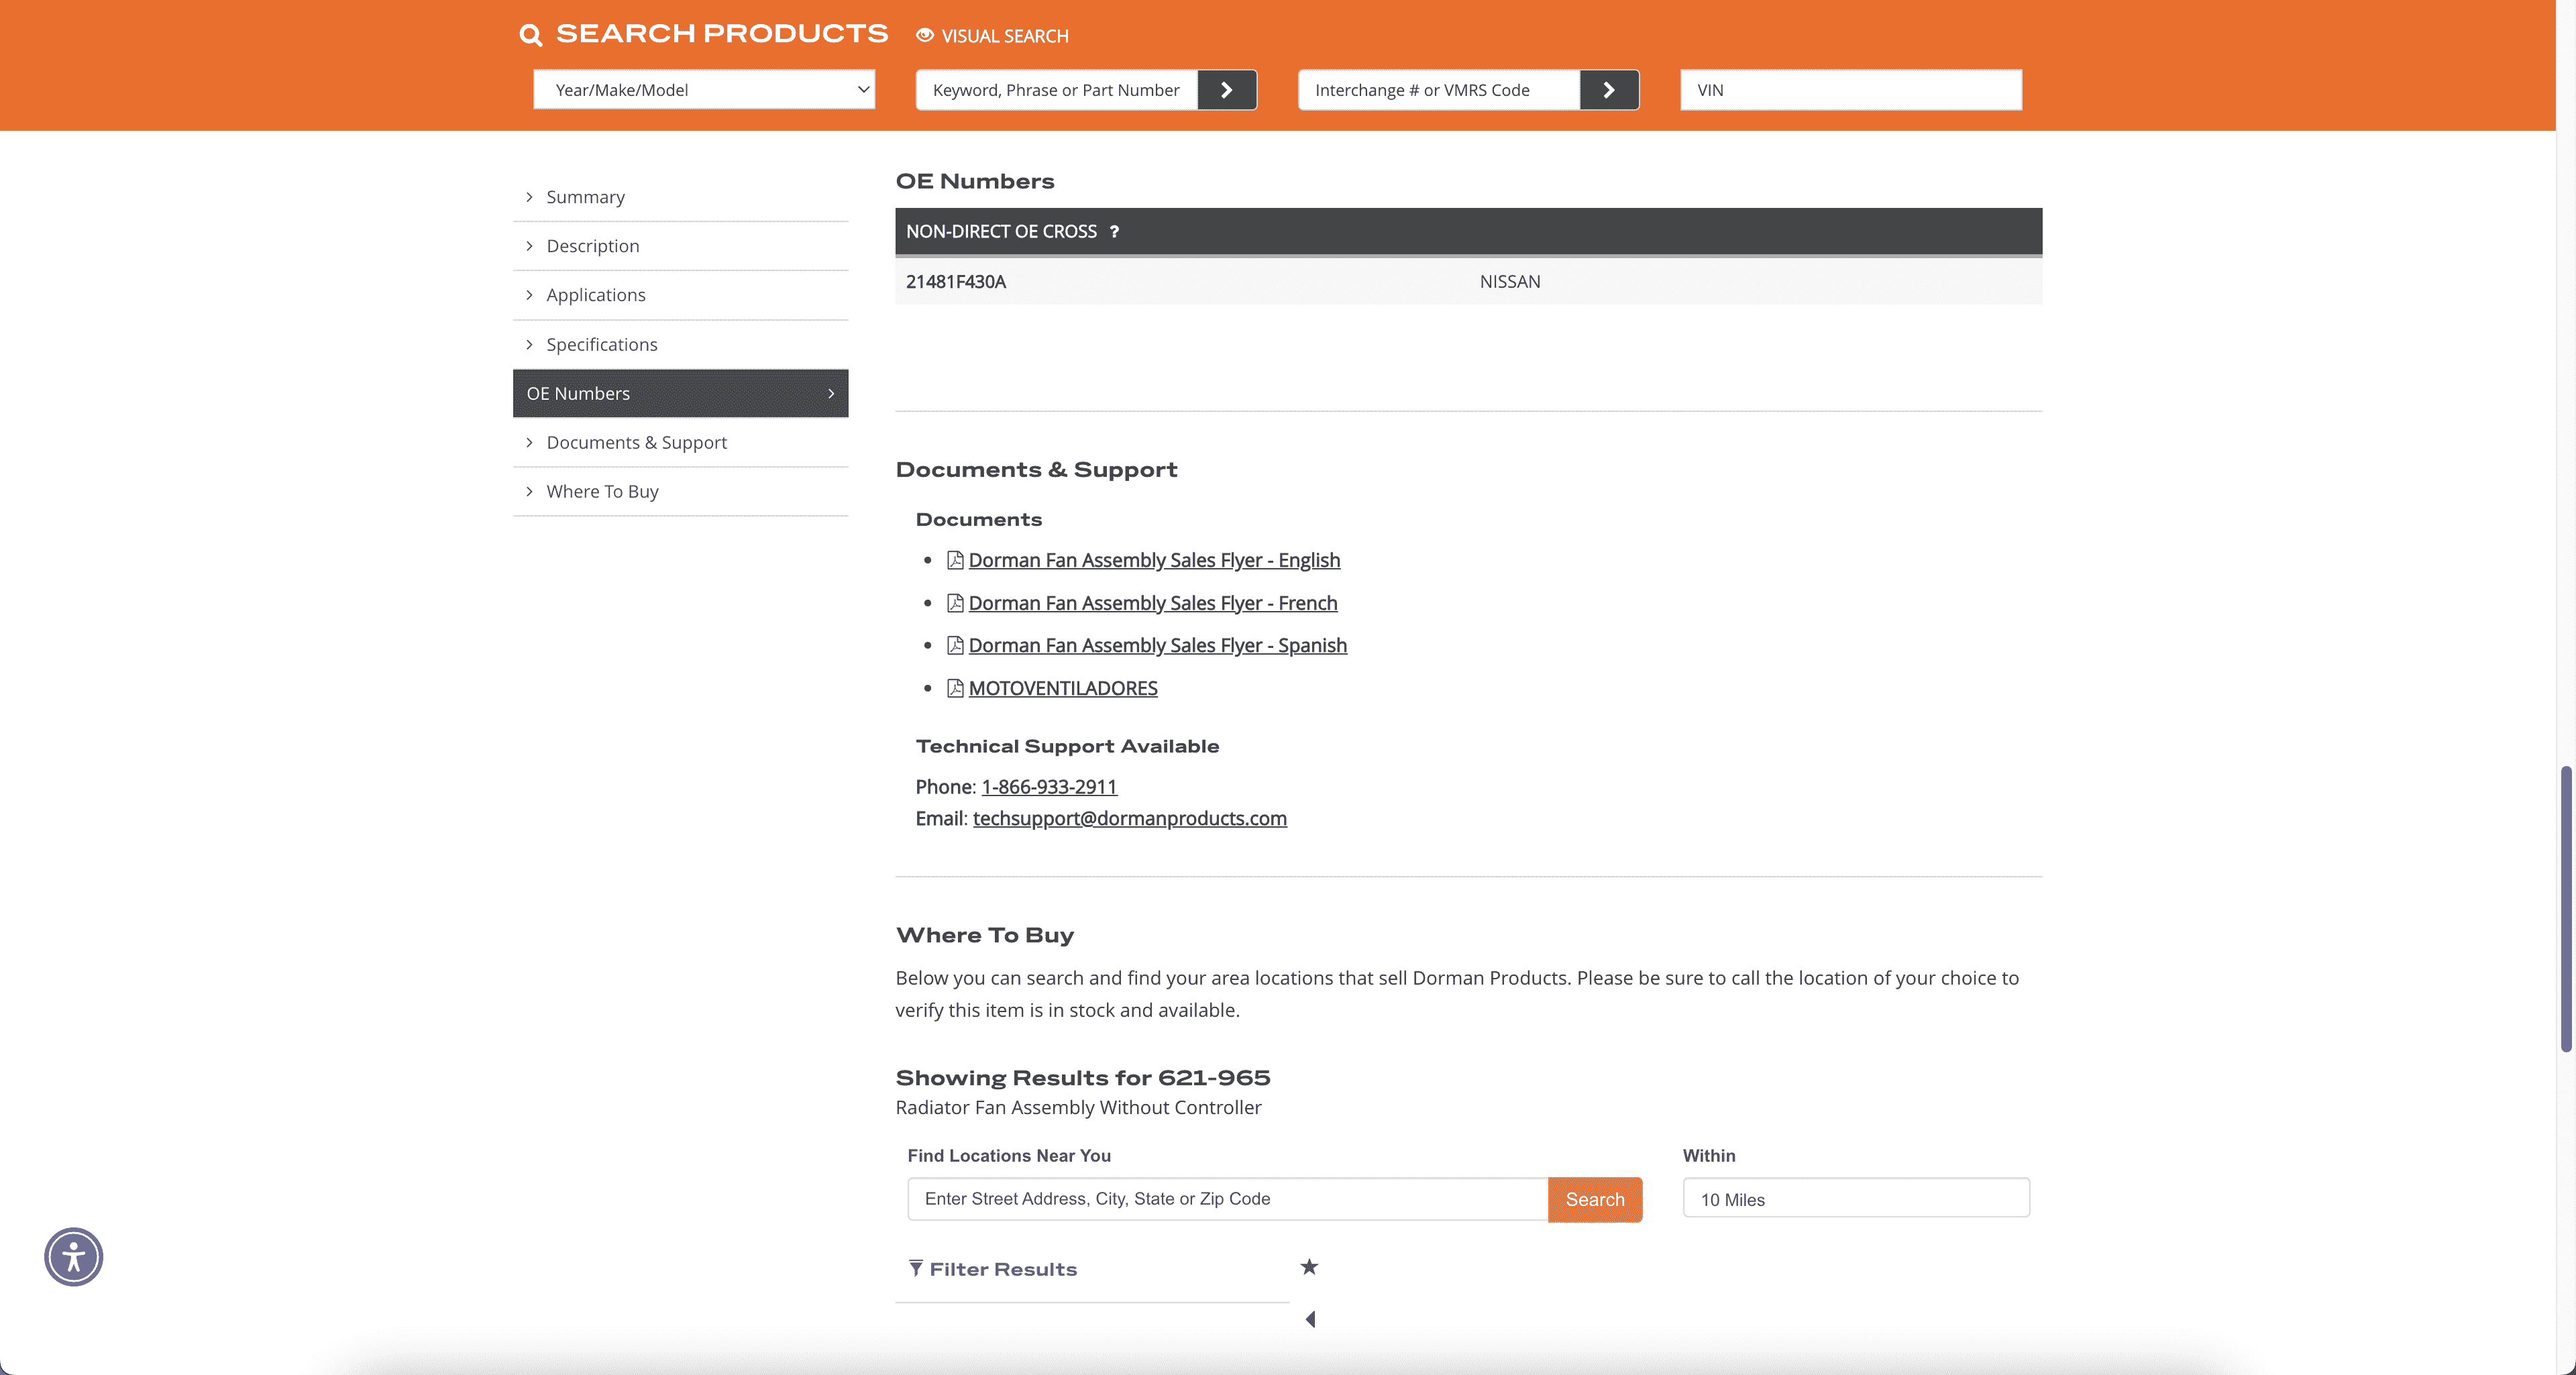 SEARCH PRODUCTS VISUAL SEARCH
Year/Make/Model Keyword, Phrase or Part Number Interchange # or VMRS Code VIN
Summary
Description
Applications
Specifications
OE Numbers
Documents & Support
Where To Buy
OE Numbers
NON-DIRECT OE CROSS ?
21481F430A NISSAN
Documents & Support
Documents
Dorman Fan Assembly Sales Flyer - English
Dorman Fan Assembly Sales Flyer - French
Dorman Fan Assembly Sales Flyer - Spanish
MOTOVENTILADORES
Technical Support Available
Phone: 1-866-933-2911
Email: techsupport@dormanproducts.com
Where To Buy
Below you can search and find your area locations that sell Dorman Products. Please be sure to call the location of your choice to
verify this item is in stock and available.
Showing Results for 621-965
Radiator Fan Assembly Without Controller
Find Locations Near You Within
Enter Street Address, City, State or Zip Code Search 10 Miles
Filter Results